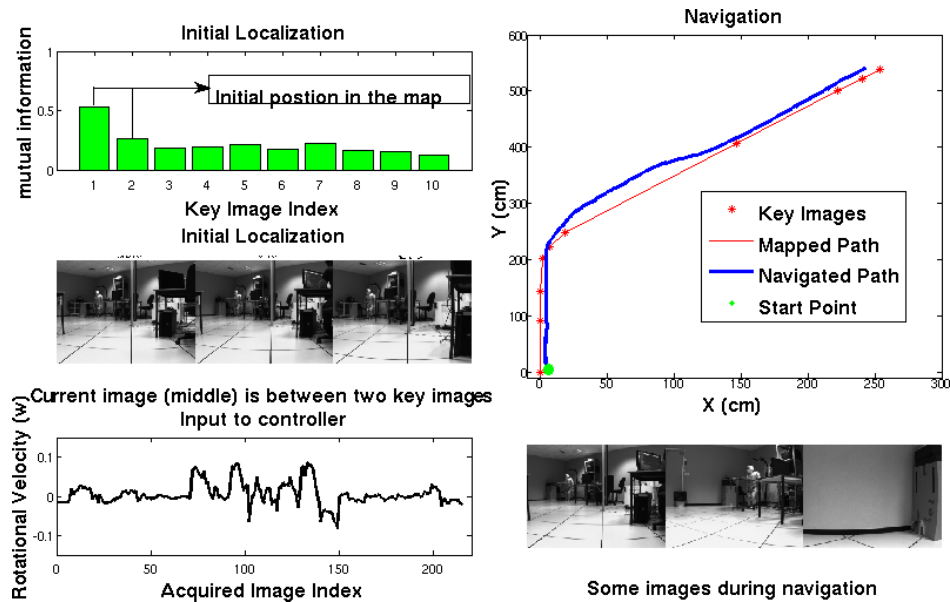 Initial Localization
mutual information
1
0.5
0
Initial postion in the map
1 2 3 4 5 6 7 8 9 10
Key Image Index
Initial Localization
Current image (middle) is between two key images
Input to controller
Rotational Velocity (w)
0.1
0
-0.1
0 50 100 150 200
Acquired Image Index
Navigation
Y (cm)
600
500
400
300
200
100
0
0 50 100 150 200 250 300
X (cm)
Key Images
Mapped Path
Navigated Path
Start Point
Some images during navigation